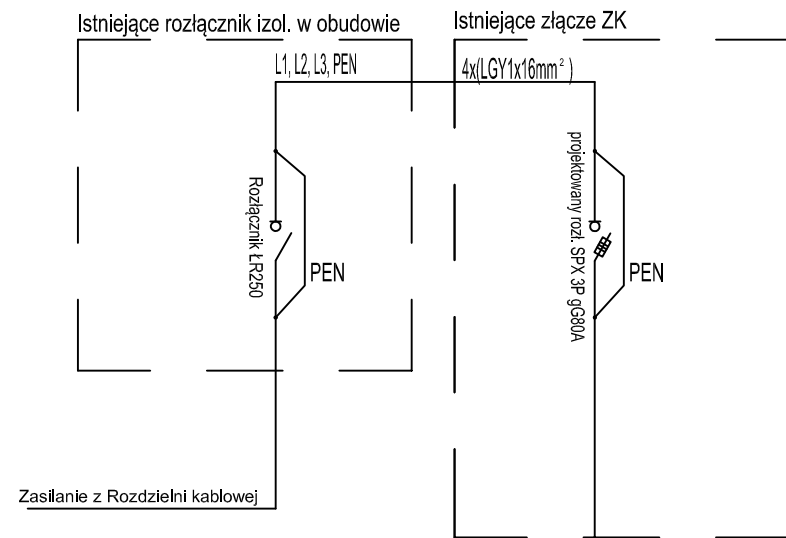 Istniejące rozłącznik izol. w obudowie
Istniejące złącze ZK
L1, L2, L3, PEN
4x(LGY1x16mm² )
Rozłącznik ŁR250
PEN
projektowany rozł. SPX 3P gG80A
PEN
Zasilanie z Rozdzielni kablowej